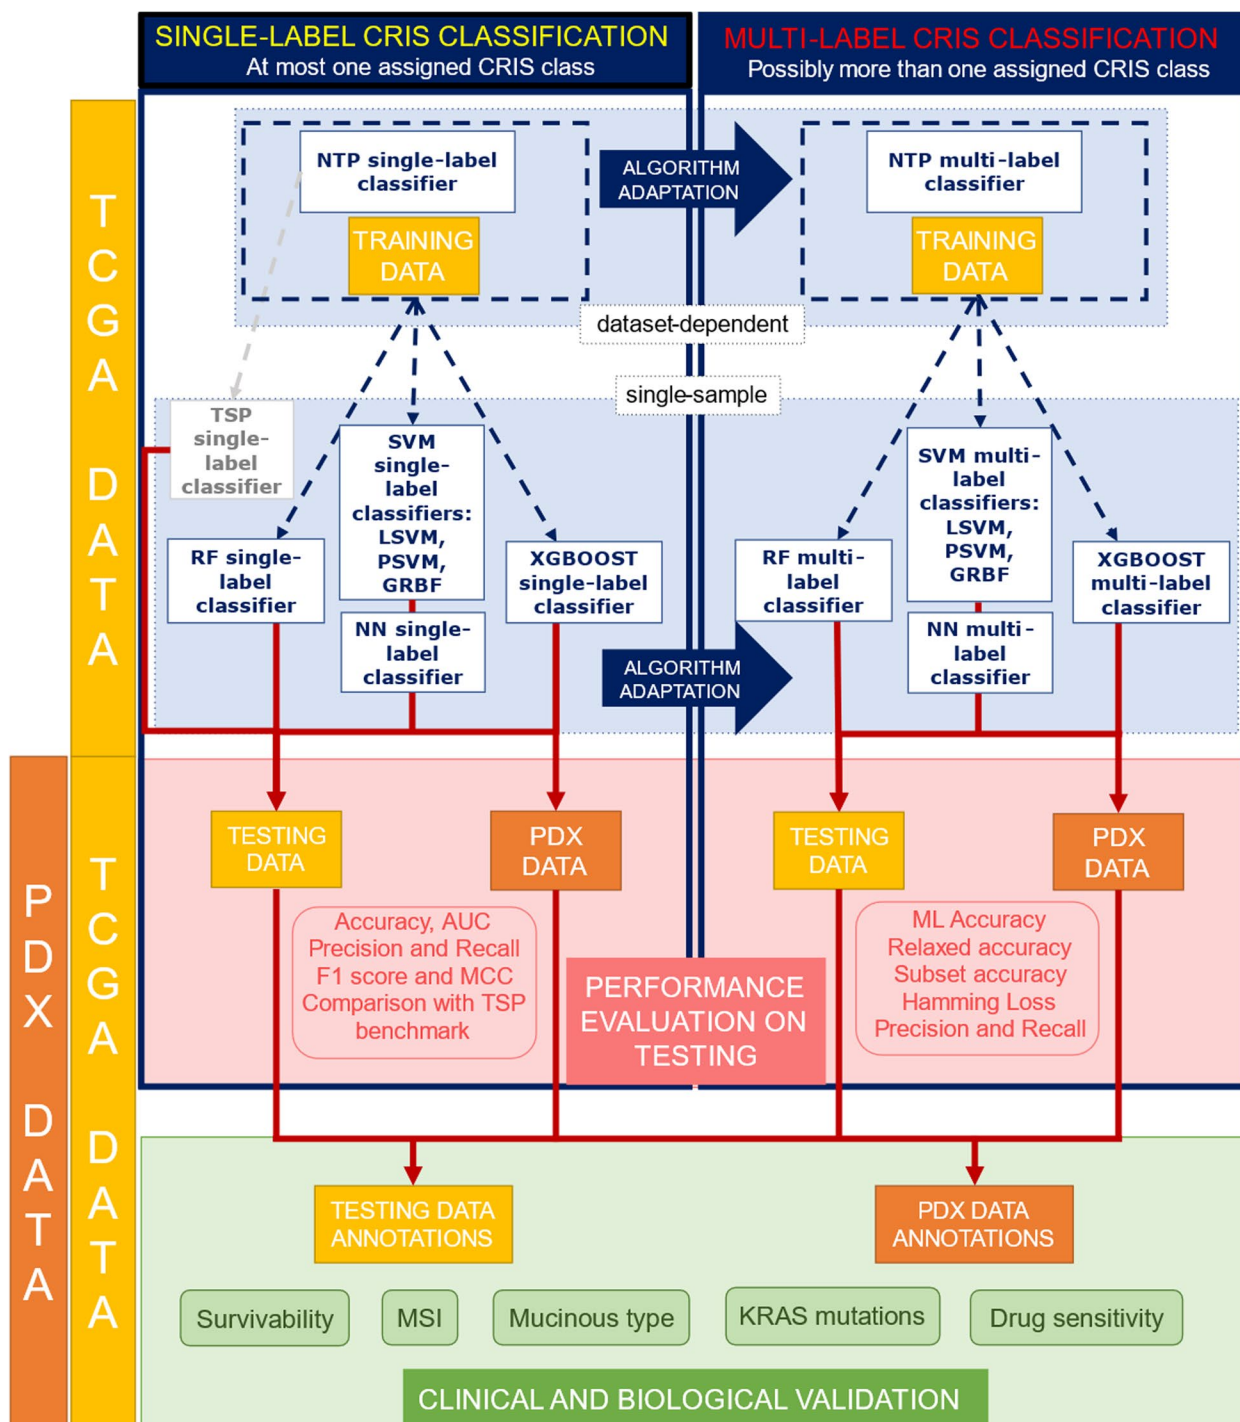 SINGLE-LABEL CRIS CLASSIFICATION
At most one assigned CRIS class
MULTI-LABEL CRIS CLASSIFICATION
Possibly more than one assigned CRIS class
TCGA DATA
NTP single-label
classifier
TRAINING
DATA
ALGORITHM
ADAPTATION
NTP multi-label
classifier
TRAINING
DATA
dataset-dependent
single-sample
TSP
single-
label
classifier
SVM
single-
label
classifiers:
LSVM,
PSVM,
GRBF
RF single-
label
classifier
XGBOOST
single-label
classifier
NN single-
label
classifier
ALGORITHM
ADAPTATION
SVM multi-
label
classifiers:
LSVM,
PSVM,
GRBF
RF multi-
label
classifier
XGBOOST
multi-label
classifier
NN multi-
label
classifier
PDX DATA
TCGA DATA
TESTING
DATA
PDX
DATA
TESTING
DATA
PDX
DATA
Accuracy, AUC
Precision and Recall
F1 score and MCC
Comparison with TSP
benchmark
PERFORMANCE
EVALUATION ON
TESTING
ML Accuracy
Relaxed accuracy
Subset accuracy
Hamming Loss
Precision and Recall
TESTING DATA
ANNOTATIONS
PDX DATA
ANNOTATIONS
Survivability
MSI
Mucinous type
KRAS mutations
Drug sensitivity
CLINICAL AND BIOLOGICAL VALIDATION